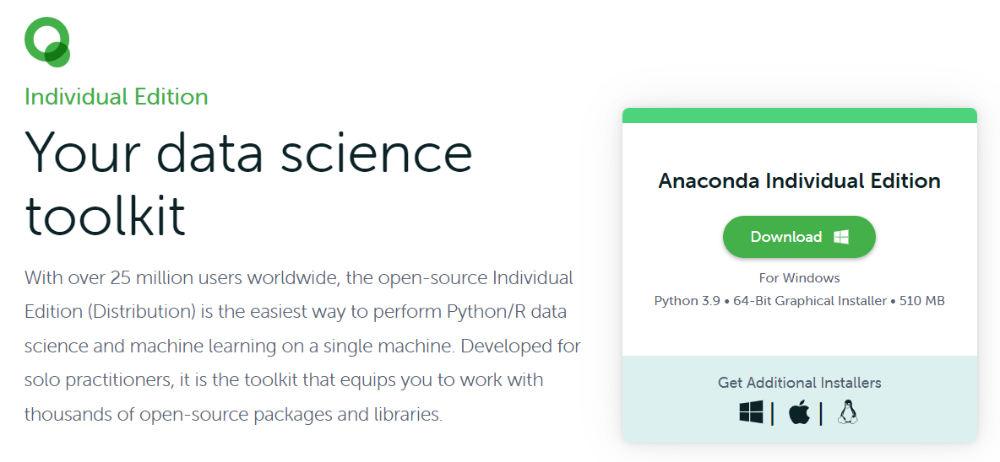 Individual Edition
Your data science
toolkit
With over 25 million users worldwide, the open-source Individual
Edition (Distribution) is the easiest way to perform Python/R data
science and machine learning on a single machine. Developed for
solo practitioners, it is the toolkit that equips you to work with
thousands of open-source packages and libraries.
Anaconda Individual Edition
Download
For Windows
Python 3.9 • 64-Bit Graphical Installer • 510 MB
Get Additional Installers
| |